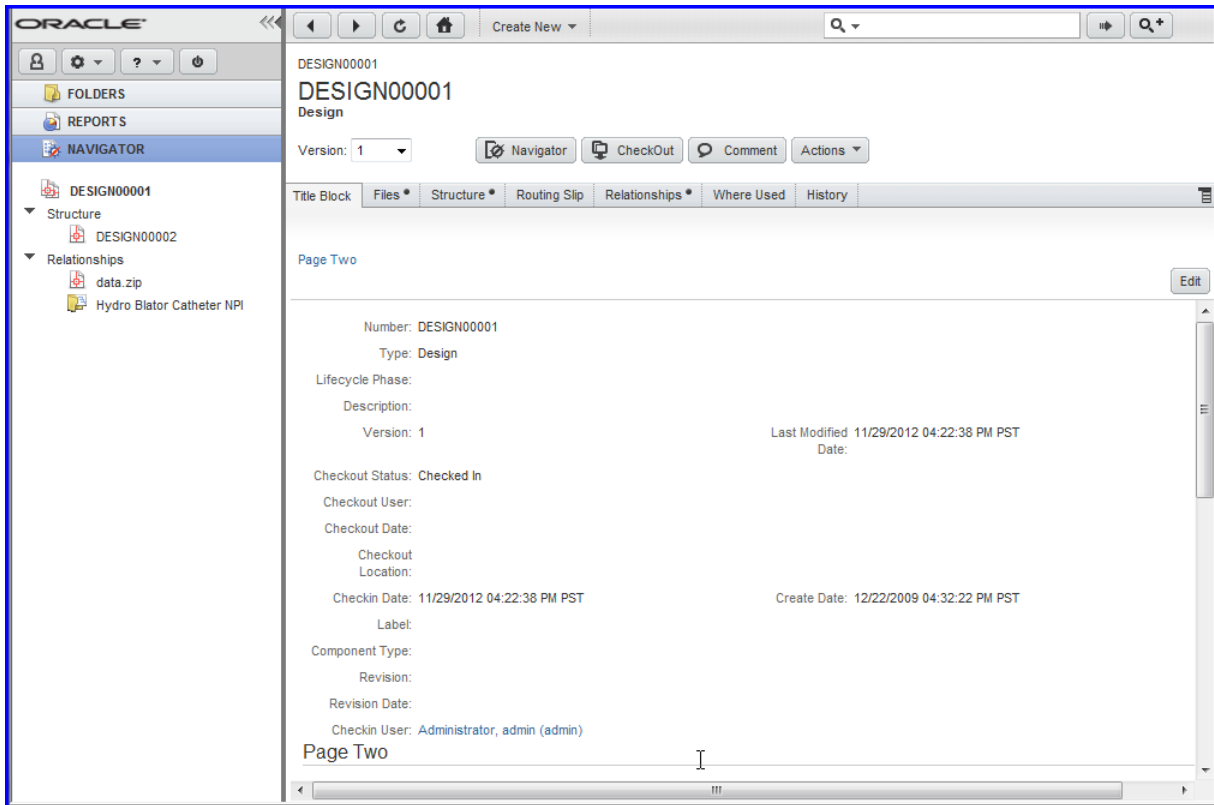 ORACLE
Create New
?
FOLDERS
REPORTS
NAVIGATOR
DESIGN00001
Structure
DESIGN00002
Relationships
data.zip
Hydro Blator Catheter NPI
DESIGN00001
DESIGN00001
Design
Version: 1
Navigator
CheckOut
Comment
Actions
Title Block
Files
Structure
Routing Slip
Relationships
Where Used
History
Page Two
Edit
Number: DESIGN00001
Type: Design
Lifecycle Phase:
Description:
Version: 1
Last Modified Date: 11/29/2012 04:22:38 PM PST
Checkout Status: Checked In
Checkout User:
Checkout Date:
Checkout
Location:
Checkin Date: 11/29/2012 04:22:38 PM PST
Create Date: 12/22/2009 04:32:22 PM PST
Label:
Component Type:
Revision:
Revision Date:
Checkin User: Administrator, admin (admin)
Page Two